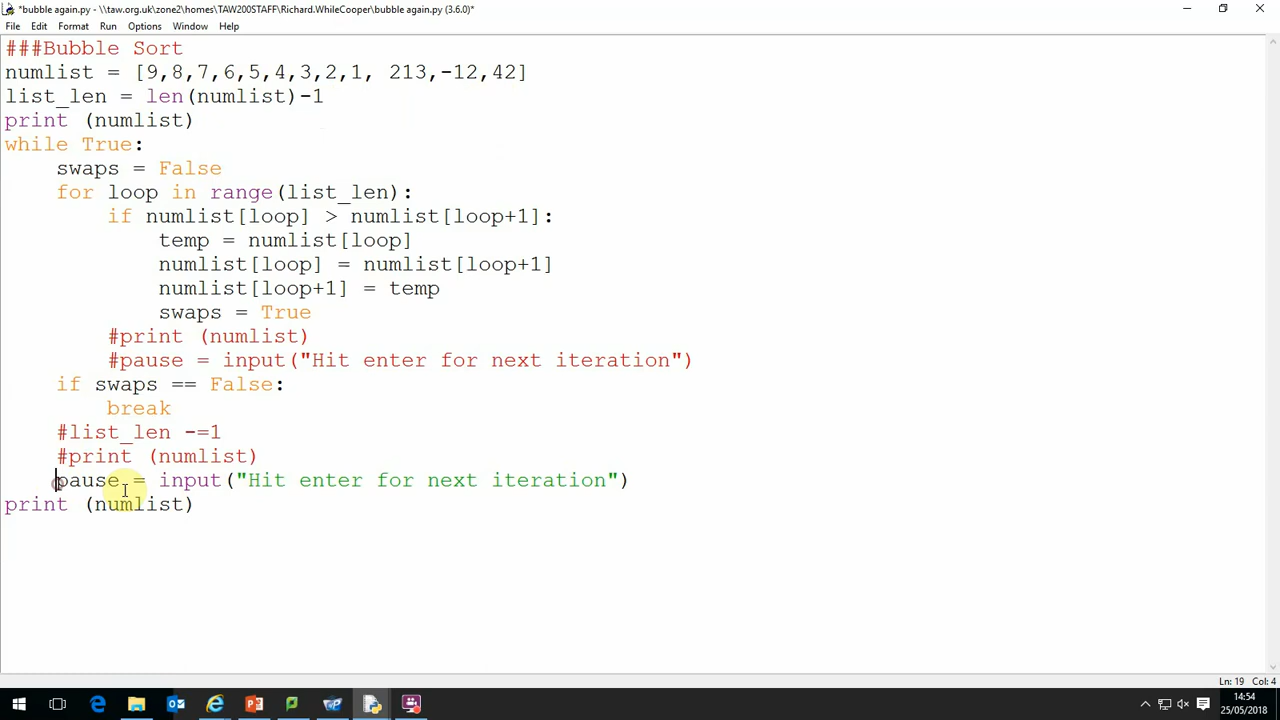 *bubble again.py - \\taw.org.uk\zone2\homes\TAW200STAFF\Richard.WhileCooper\bubble again.py (3.6.0)*
File Edit Format Run Options Window Help
###Bubble Sort
numlist = [9,8,7,6,5,4,3,2,1, 213,-12,42]
list_len = len(numlist)-1
print (numlist)
while True:
    swaps = False
    for loop in range(list_len):
        if numlist[loop] > numlist[loop+1]:
            temp = numlist[loop]
            numlist[loop] = numlist[loop+1]
            numlist[loop+1] = temp
            swaps = True
        #print (numlist)
        #pause = input("Hit enter for next iteration")
    if swaps == False:
        break
    #list_len -=1
    #print (numlist)
    pause = input("Hit enter for next iteration")
print (numlist)
Ln: 19 Col: 4
14:54
25/05/2018